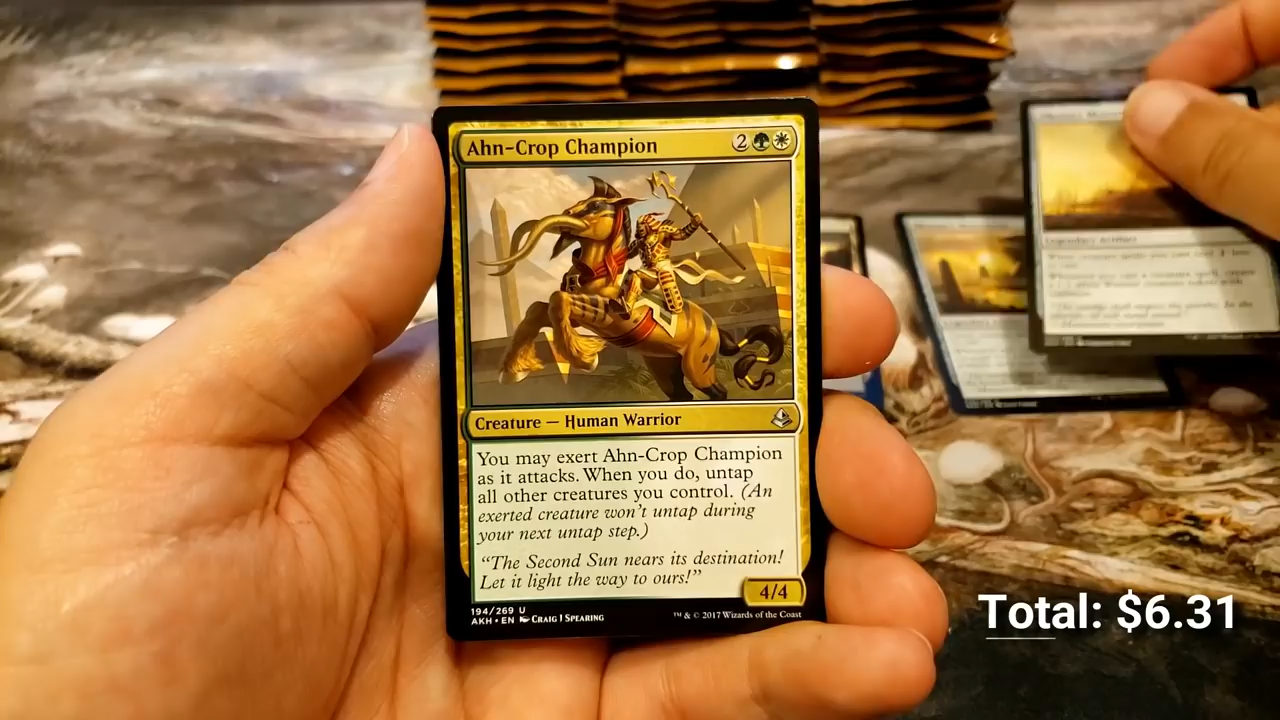 Ahn-Crop Champion 2
Creature — Human Warrior
You may exert Ahn-Crop Champion
as it attacks. When you do, untap
all other creatures you control. (An
exerted creature won't untap during
your next untap step.)
"The Second Sun nears its destination!
Let it light the way to ours!"
4/4
194/269 U
AKH • EN CRAIG J SPEARING
™ & © 2017 Wizards of the Coast
Legendary Artifact
Total: $6.31